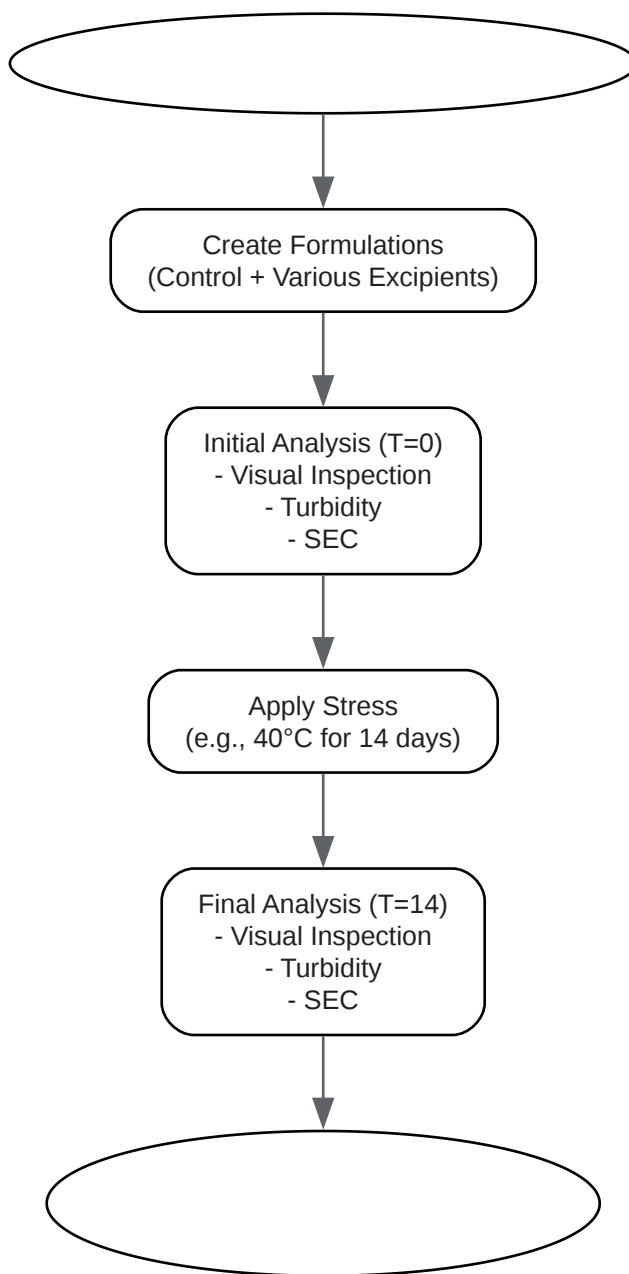 Create Formulations
(Control + Various Excipients)
Initial Analysis (T=0)
- Visual Inspection
- Turbidity
- SEC
Apply Stress
(e.g., 40°C for 14 days)
Final Analysis (T=14)
- Visual Inspection
- Turbidity
- SEC